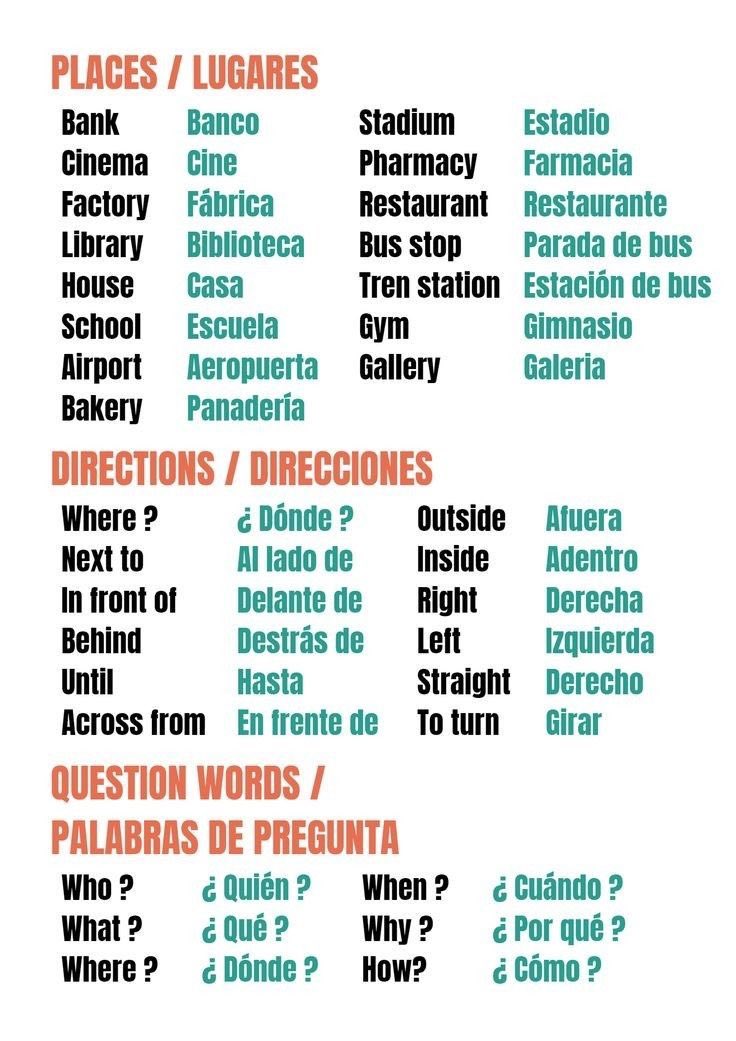 PLACES / LUGARES
Bank Banco Stadium Estadio
Cinema Cine Pharmacy Farmacia
Factory Fábrica Restaurant Restaurante
Library Biblioteca Bus stop Parada de bus
House Casa Tren station Estación de bus
School Escuela Gym Gimnasio
Airport Aeropuerta Gallery Galeria
Bakery Panadería
DIRECTIONS / DIRECCIONES
Where ? ¿ Dónde ? Outside Afuera
Next to Al lado de Inside Adentro
In front of Delante de Right Derecha
Behind Destrás de Left Izquierda
Until Hasta Straight Derecho
Across from En frente de To turn Girar
QUESTION WORDS /
PALABRAS DE PREGUNTA
Who ? ¿ Quién ? When ? ¿ Cuándo ?
What ? ¿ Qué ? Why ? ¿ Por qué ?
Where ? ¿ Dónde ? How? ¿ Cómo ?